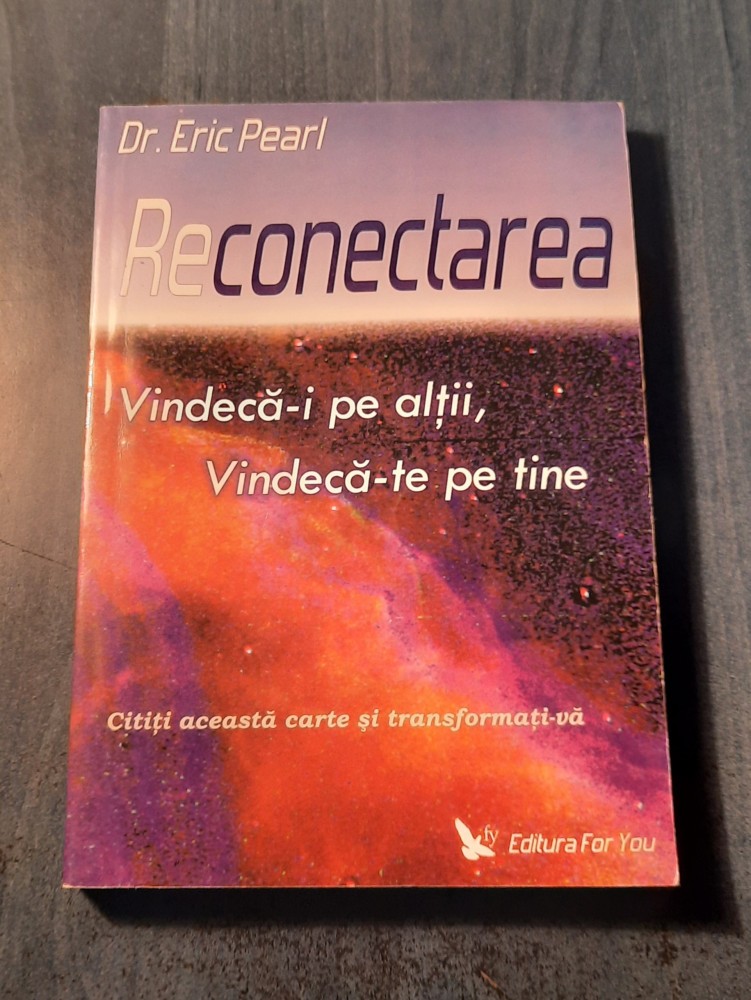 Dr. Eric Pearl
Reconectarea
Vindecă-i pe alții,
Vindecă-te pe tine
Citiți această carte și transformați-vă
fy
Editura For You